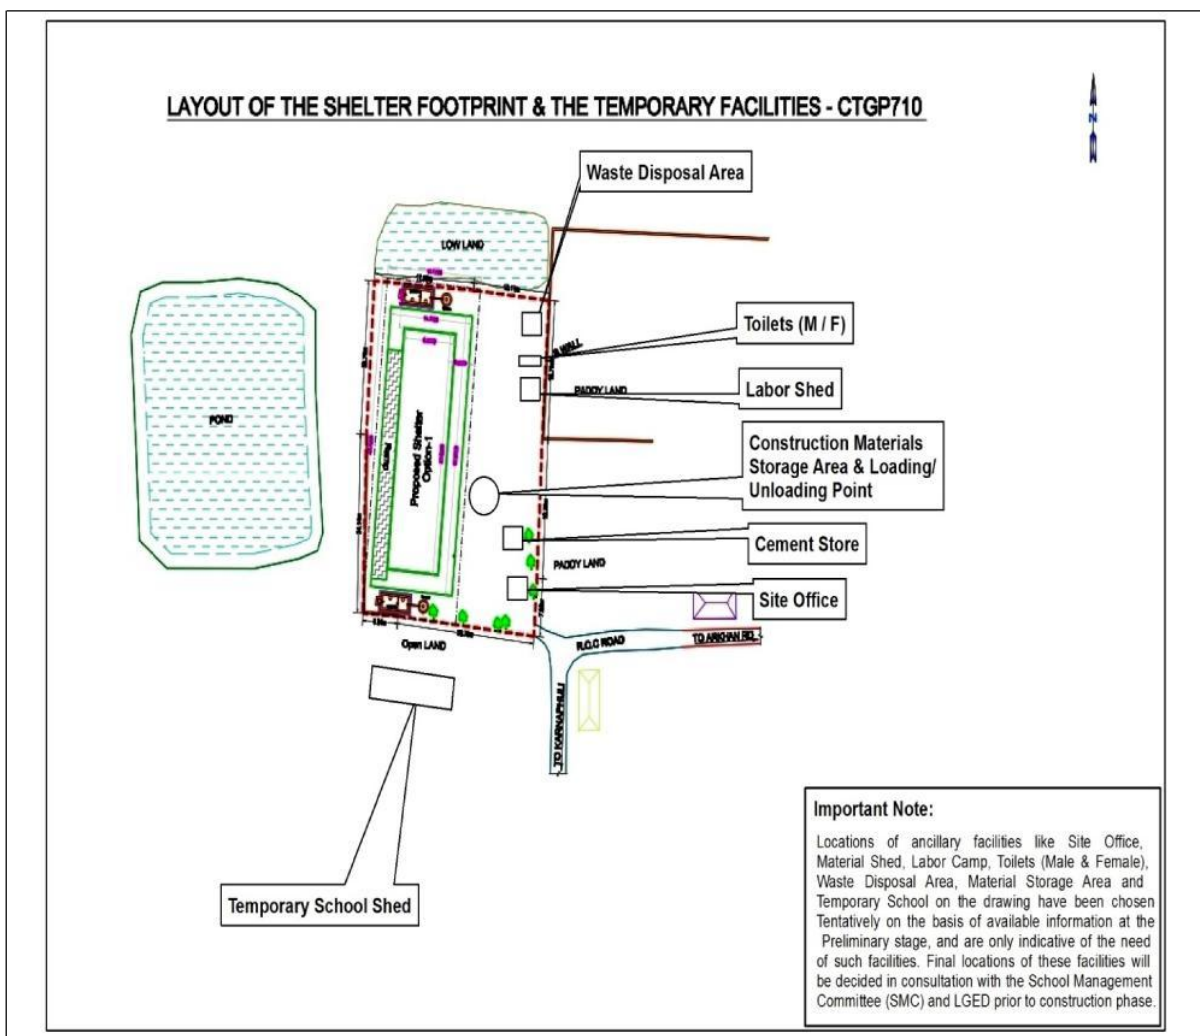 LAYOUT OF THE SHELTER FOOTPRINT & THE TEMPORARY FACILITIES - CTGP710
N
Waste Disposal Area
LOW LAND
Toilets (M / F)
WALL
Labor Shed
PADDY LAND
POND
Construction Materials
Storage Area & Loading/
Unloading Point
Ramp
Proposed Shelter
Option-1
Cement Store
PADDY LAND
Site Office
Open LAND
R.C.C ROAD
TO ARKHAN RD.
TO KARNAPHULI
Temporary School Shed
Important Note:
Locations of ancillary facilities like Site Office,
Material Shed, Labor Camp, Toilets (Male & Female),
Waste Disposal Area, Material Storage Area and
Temporary School on the drawing have been chosen
Tentatively on the basis of available information at the
Preliminary stage, and are only indicative of the need
of such facilities. Final locations of these facilities will
be decided in consultation with the School Management
Committee (SMC) and LGED prior to construction phase.